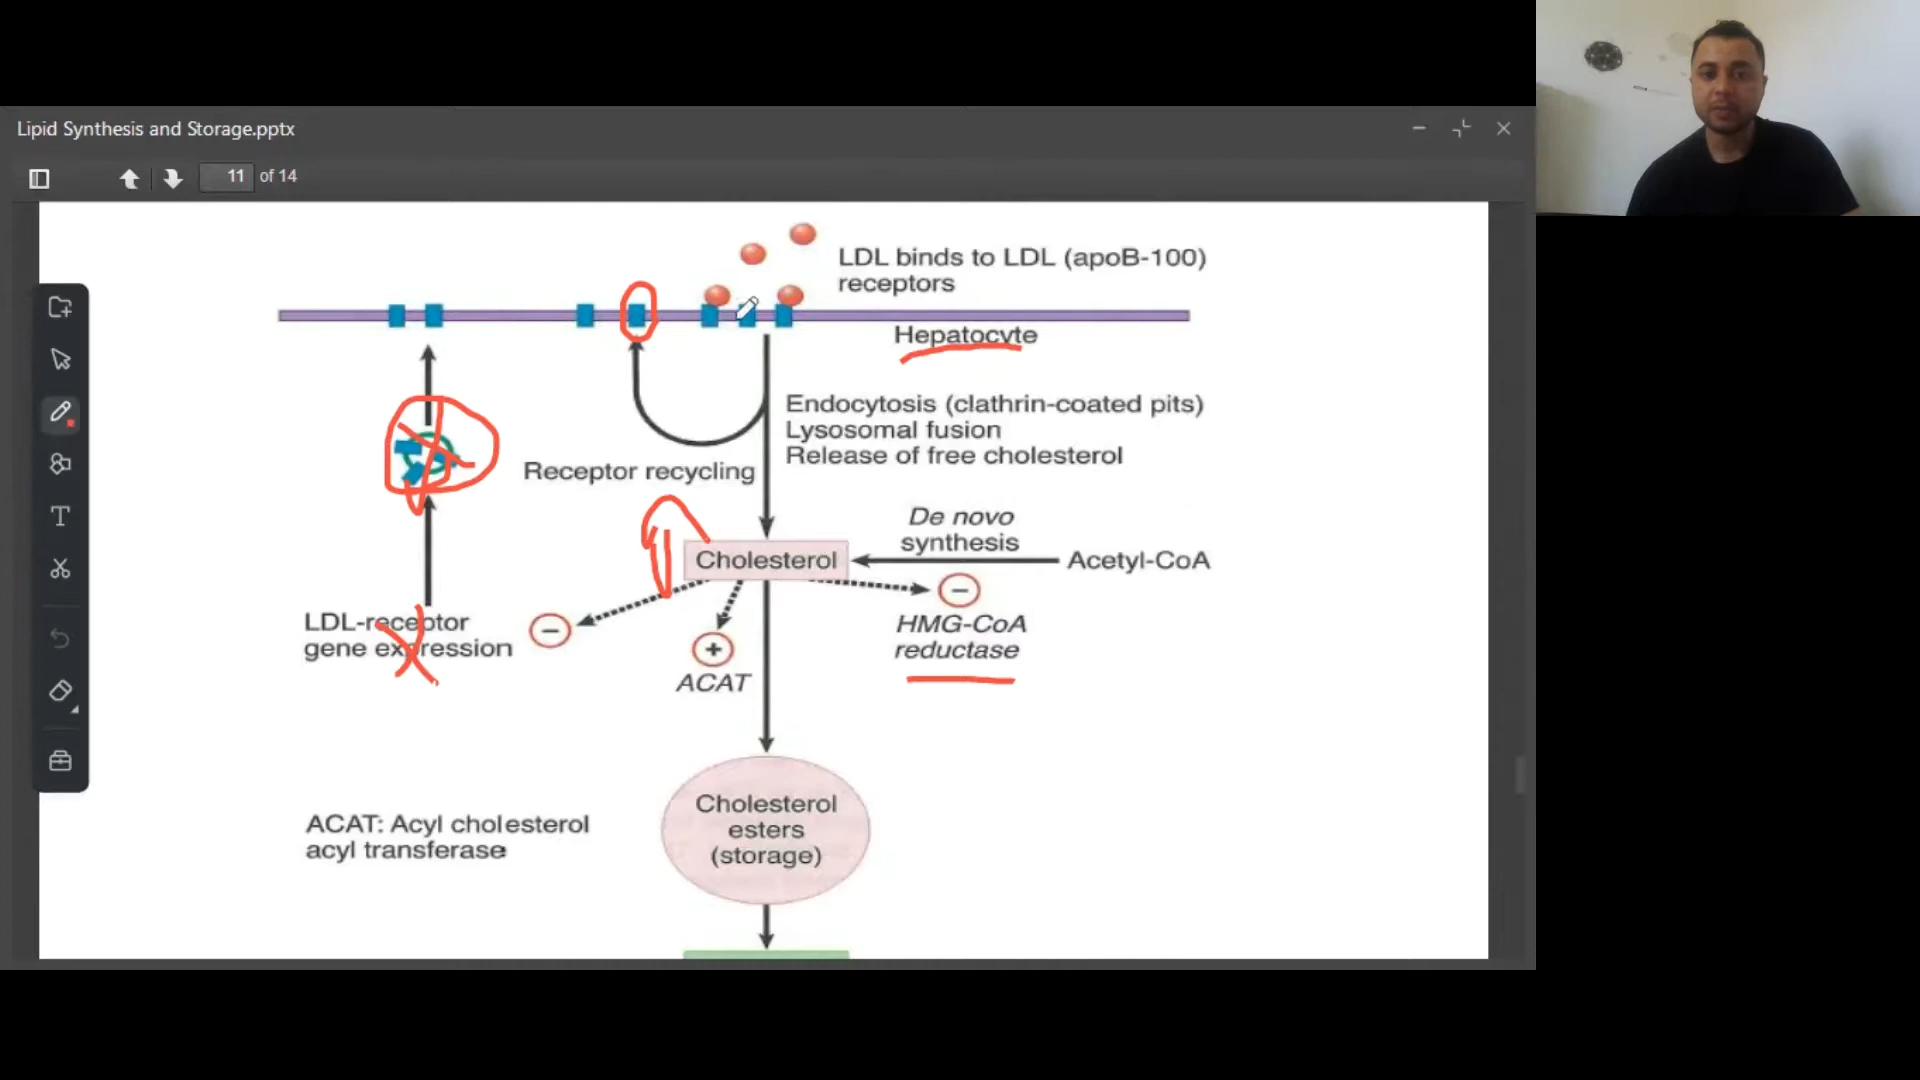 Lipid Synthesis and Storage.pptx
11 of 14
LDL binds to LDL (apoB-100)
receptors
Hepatocyte
Endocytosis (clathrin-coated pits)
Lysosomal fusion
Release of free cholesterol
Receptor recycling
De novo
synthesis
Cholesterol
Acetyl-CoA
LDL-receptor
gene expression
−
+
ACAT
−
HMG-CoA
reductase
ACAT: Acyl cholesterol
acyl transferase
Cholesterol
esters
(storage)
T